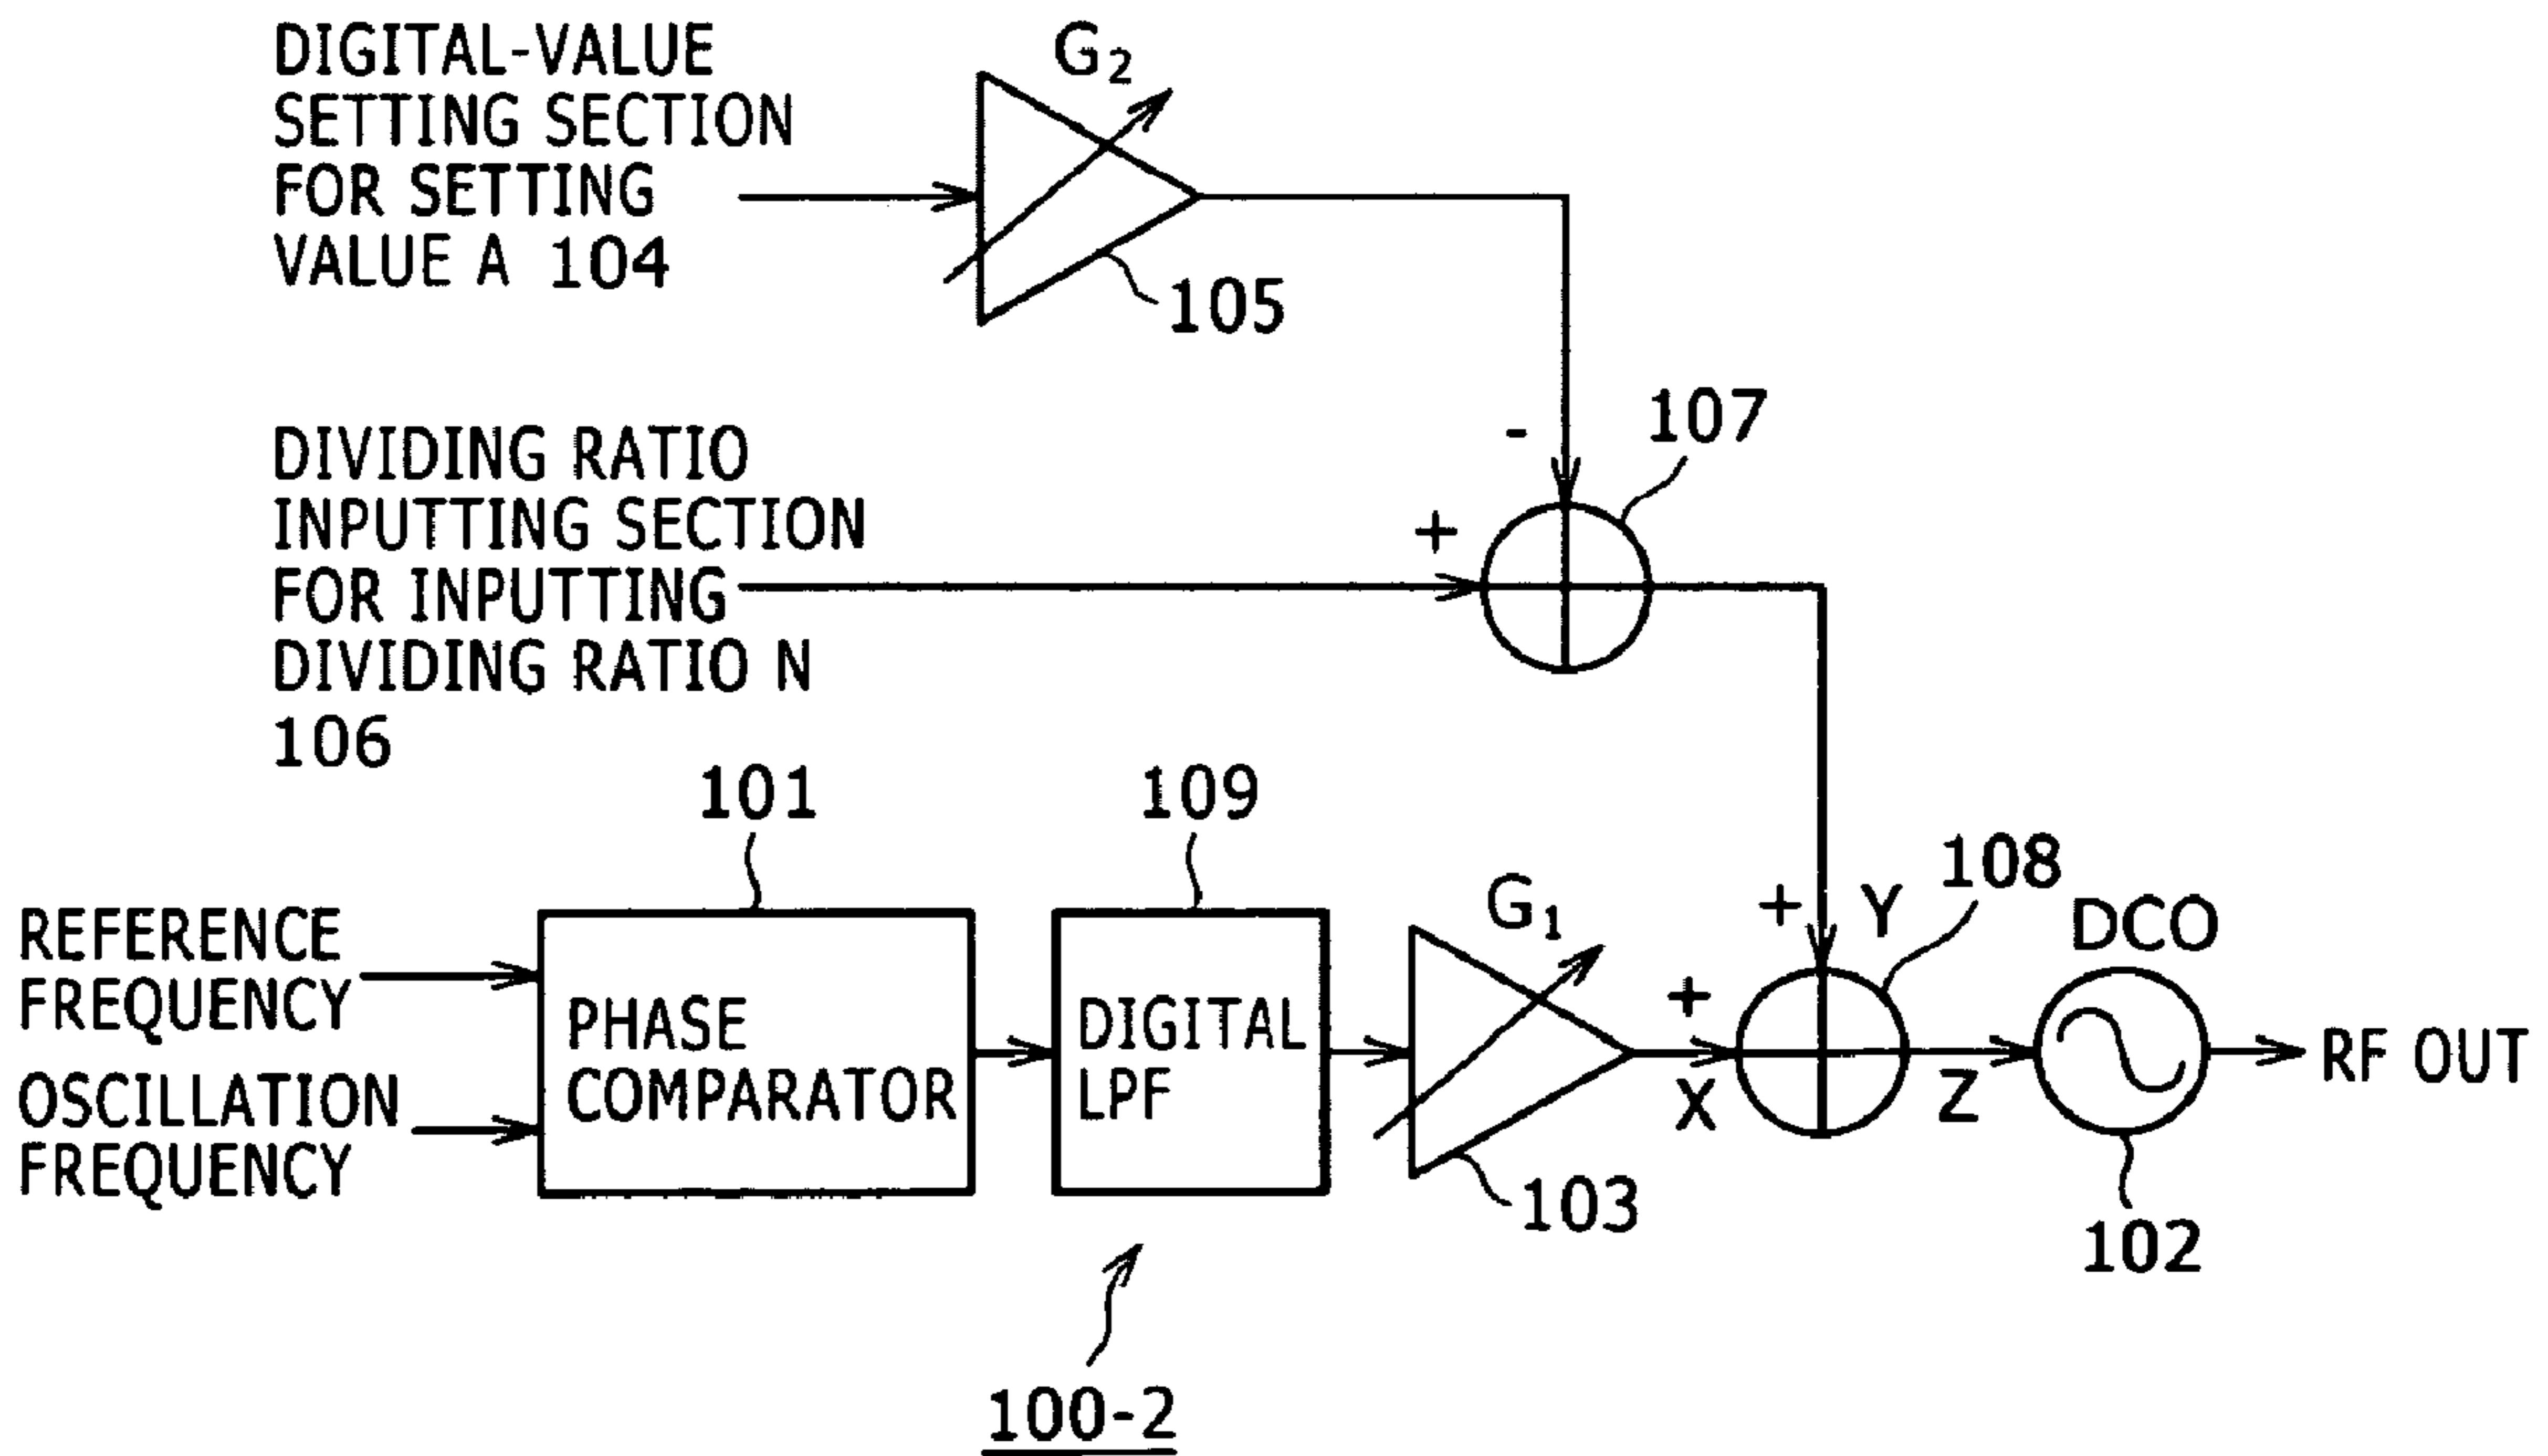 DIGITAL-VALUE
SETTING SECTION
FOR SETTING
VALUE A 104
G2
105
107
-
+
DIVIDING RATIO
INPUTTING SECTION
FOR INPUTTING
DIVIDING RATIO N
106
101
109
108
REFERENCE
FREQUENCY
OSCILLATION
FREQUENCY
PHASE
COMPARATOR
DIGITAL
LPF
G1
103
+
Y
+
X
Z
DCO
102
RF OUT
100-2